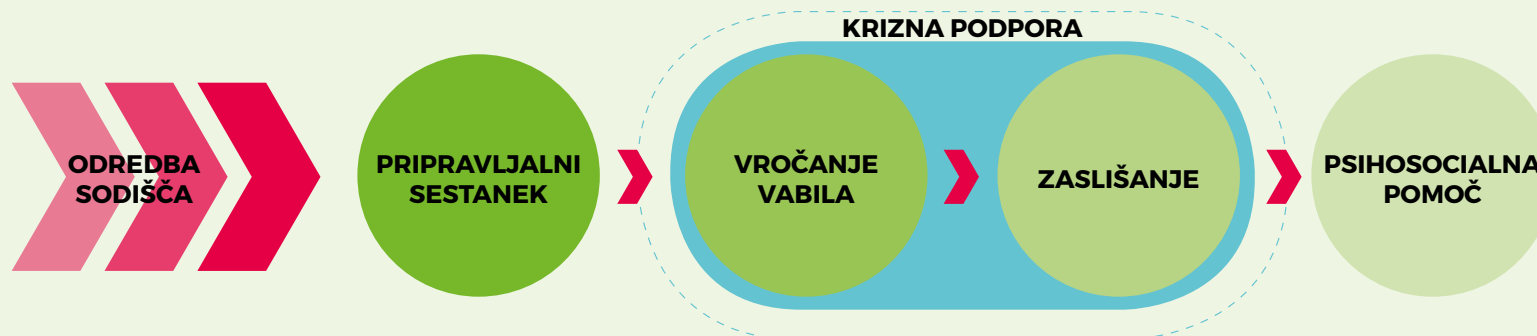 KRIZNA PODPORA
ODREDBA
SODIŠČA
PRIPRAVLJALNI
SESTANEK
VROČANJE
VABILA
ZASLIŠANJE
PSIHOSOCIALNA
POMOČ